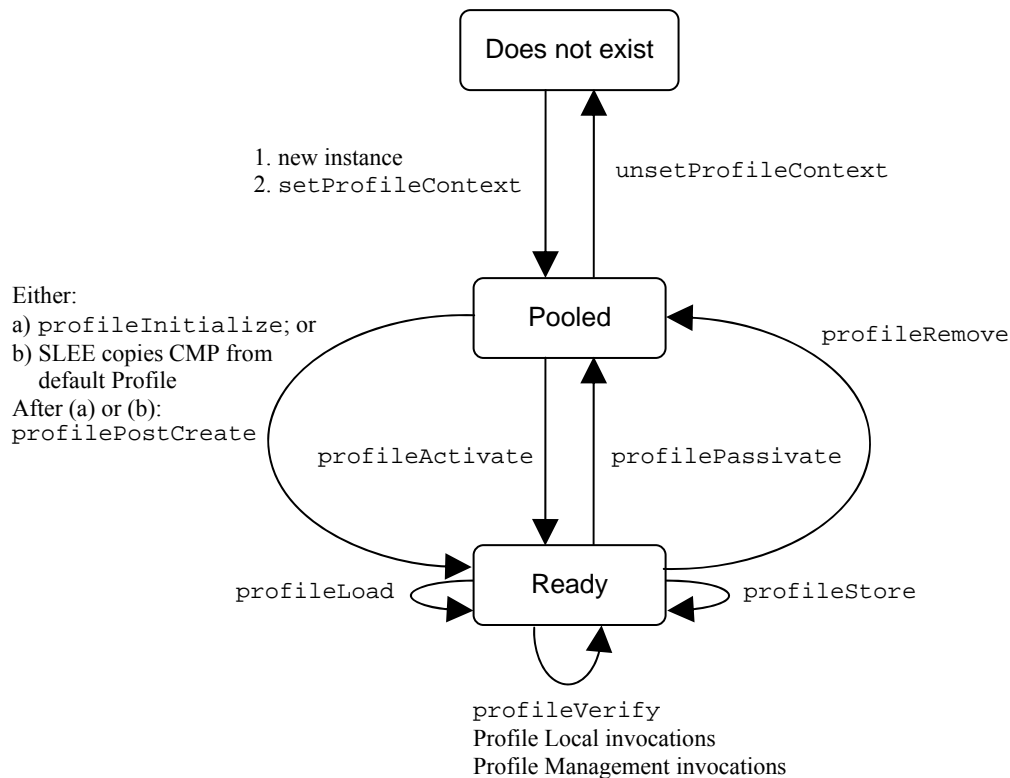 Does not exist
1. new instance
2. setProfileContext
unsetProfileContext
Either:
a) profileInitialize; or
b) SLEE copies CMP from
default Profile
After (a) or (b):
profilePostCreate
Pooled
profileRemove
profileActivate
profilePassivate
profileLoad
Ready
profileStore
profileVerify
Profile Local invocations
Profile Management invocations